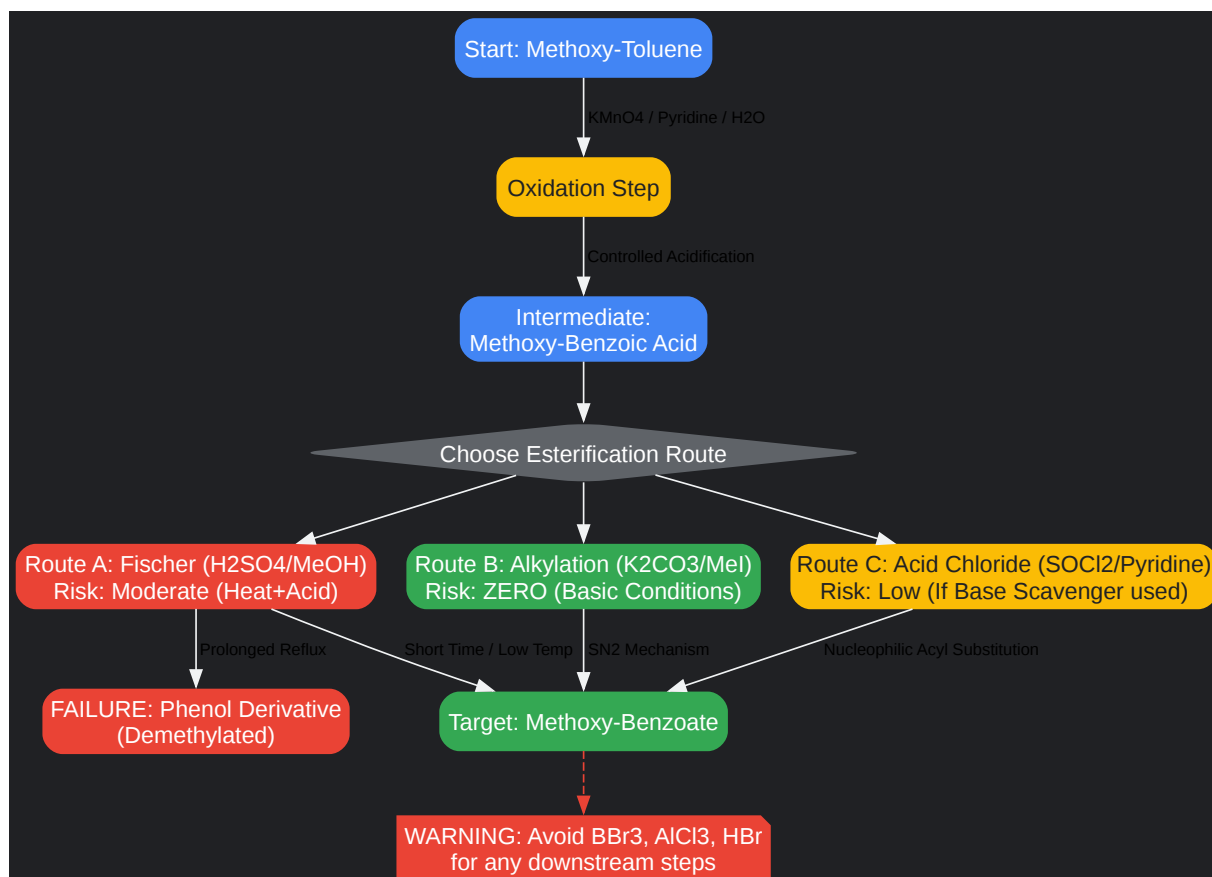 Start: Methoxy-Toluene
KMnO4 / Pyridine / H2O
Oxidation Step
Controlled Acidification
Intermediate:
Methoxy-Benzoic Acid
Choose Esterification Route
Route A: Fischer (H2SO4/MeOH)
Risk: Moderate (Heat+Acid)
Route B: Alkylation (K2CO3/MeI)
Risk: ZERO (Basic Conditions)
Route C: Acid Chloride (SOCl2/Pyridine)
Risk: Low (If Base Scavenger used)
Prolonged Reflux
Short Time / Low Temp
SN2 Mechanism
Nucleophilic Acyl Substitution
FAILURE: Phenol Derivative
(Demethylated)
Target: Methoxy-Benzoate
WARNING: Avoid BBr3, AlCl3, HBr
for any downstream steps